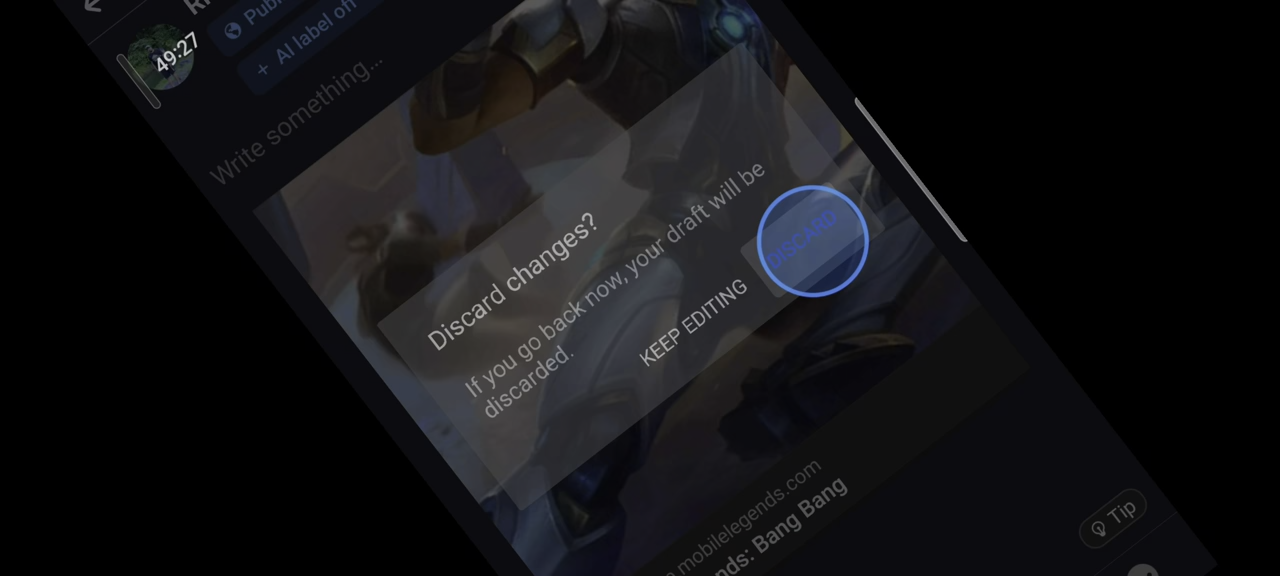 49:27
AI label off
Write something...
Discard changes?
If you go back now, your draft will be
discarded.
KEEP EDITING
DISCARD
mobilelegends.com
nds: Bang Bang
Tip